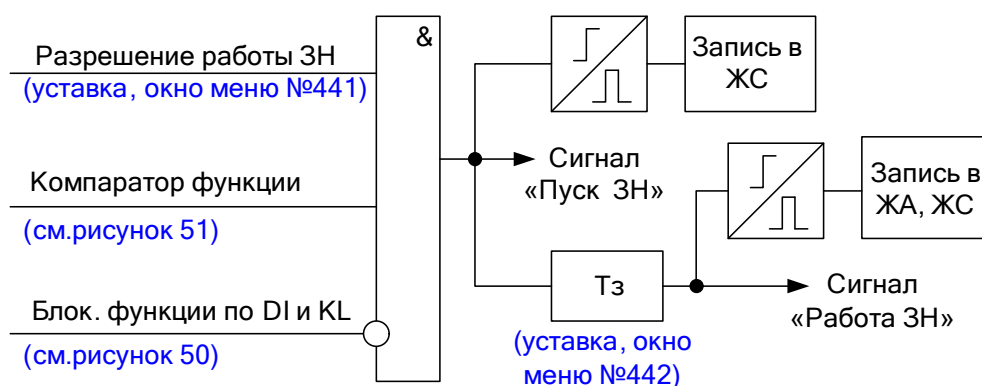 Разрешение работы ЗН
(уставка, окно меню №441)
Компаратор функции
(см.рисунок 51)
Блок. функции по DI и KL
(см.рисунок 50)
&
Запись в
ЖС
Сигнал
«Пуск ЗН»
Запись в
ЖА, ЖС
Тз
(уставка, окно
меню №442)
Сигнал
«Работа ЗН»